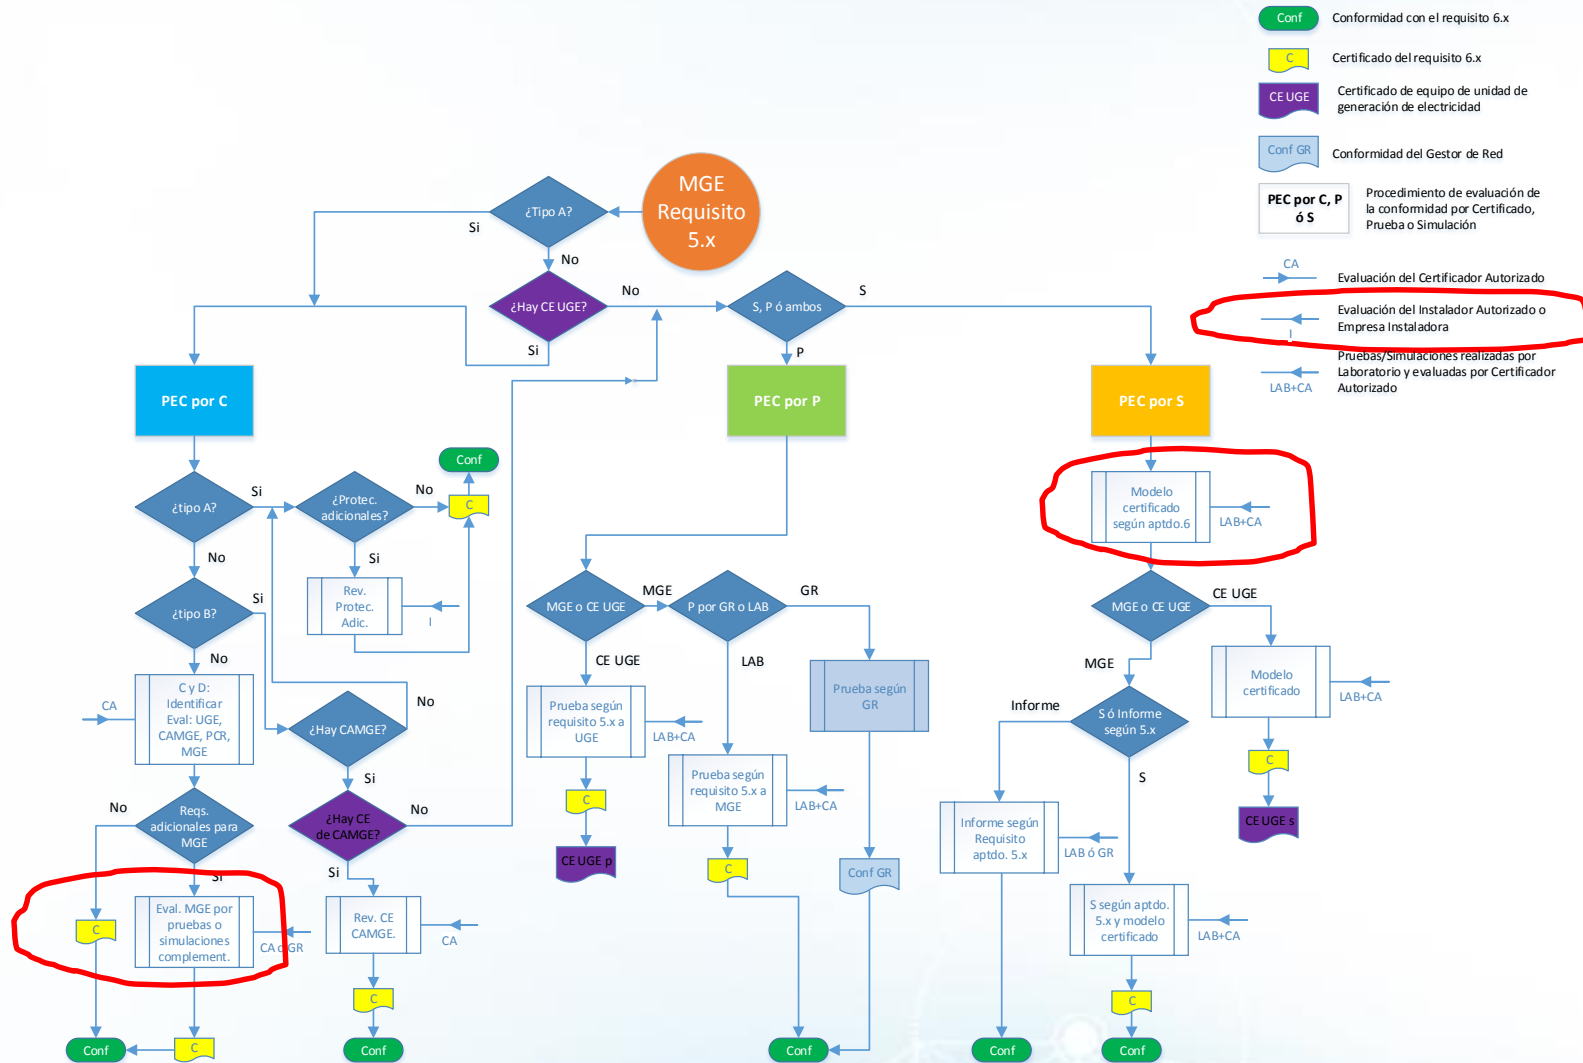 Conf
Conformidad con el requisito 6.x
C
Certificado del requisito 6.x
CE UGE
Certificado de equipo de unidad de
generación de electricidad
Conf GR
Conformidad del Gestor de Red
PEC por C, P
ó S
Procedimiento de evaluación de
la conformidad por Certificado,
Prueba o Simulación
CA
Evaluación del Certificador Autorizado
I
Evaluación del Instalador Autorizado o
Empresa Instaladora
LAB+CA
Pruebas/Simulaciones realizadas por
Laboratorio y evaluadas por Certificador
Autorizado
MGE
Requisito
5.x
¿Tipo A?
Si
No
¿Hay CE UGE?
No
Si
S, P ó ambos
S
P
PEC por C
PEC por P
PEC por S
¿tipo A?
Si
No
¿Protec.
adicionales?
No
Si
C
Conf
Rev.
Protec.
Adic.
I
¿tipo B?
Si
No
C y D:
Identificar
Eval: UGE,
CAMGE, PCR,
MGE
CA
¿Hay CAMGE?
No
Si
Reqs.
adicionales para
MGE
No
Si
¿Hay CE
de CAMGE?
No
Si
C
Eval. MGE por
pruebas o
simulaciones
complement.
CA o GR
Rev. CE
CAMGE.
CA
C
Conf
C
Conf
MGE o CE UGE
MGE
CE UGE
P por GR o LAB
GR
LAB
Prueba según
requisito 5.x a
UGE
LAB+CA
C
CE UGE p
Prueba según
requisito 5.x a
MGE
LAB+CA
C
Prueba según
GR
Conf GR
Conf
Modelo
certificado
según aptdo.6
LAB+CA
MGE o CE UGE
CE UGE
MGE
Modelo
certificado
LAB+CA
C
CE UGE s
S ó Informe
según 5.x
Informe
S
Informe según
Requisito
aptdo. 5.x
LAB ó GR
Conf
S según aptdo.
5.x y modelo
certificado
LAB+CA
C
Conf